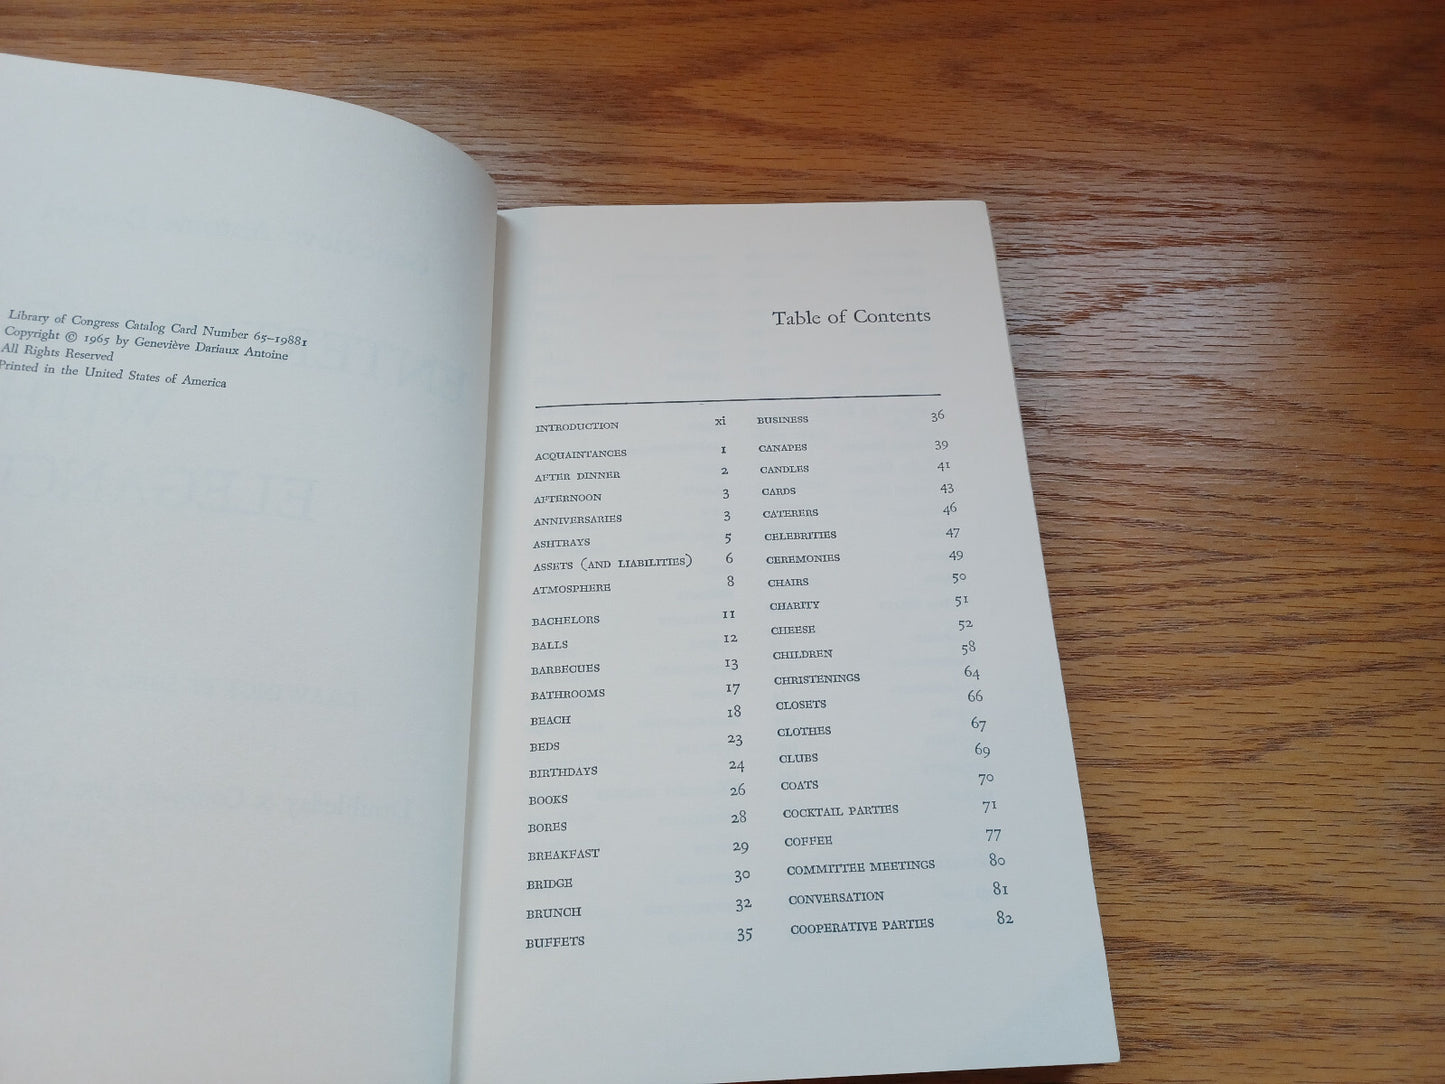 Library of Congress Catalog Card Number 65-19881
Copyright © 1965 by Geneviève Dariaux Antoine
All Rights Reserved
Printed in the United States of America
Table of Contents
INTRODUCTION xi
ACQUAINTANCES 1
AFTER DINNER 2
AFTERNOON 3
ANNIVERSARIES 3
ASHTRAYS 5
ASSETS (AND LIABILITIES) 6
ATMOSPHERE 8
BACHELORS 11
BALLS 12
BARBECUES 13
BATHROOMS 17
BEACH 18
BEDS 23
BIRTHDAYS 24
BOOKS 26
BORES 28
BREAKFAST 29
BRIDGE 30
BRUNCH 32
BUFFETS 35
BUSINESS 36
CANAPES 39
CANDLES 41
CARDS 43
CATERERS 46
CELEBRITIES 47
CEREMONIES 49
CHAIRS 50
CHARITY 51
CHEESE 52
CHILDREN 58
CHRISTENINGS 64
CLOSETS 66
CLOTHES 67
CLUBS 69
COATS 70
COCKTAIL PARTIES 71
COFFEE 77
COMMITTEE MEETINGS 80
CONVERSATION 81
COOPERATIVE PARTIES 82